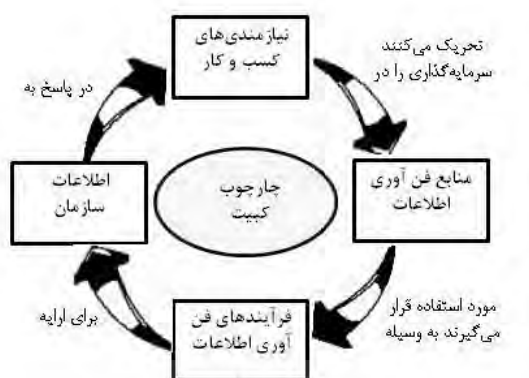 نیازمندی‌های
کسب و کار
تحریک می‌کنند
سرمایه‌گذاری را در
منابع فن آوری
اطلاعات
مورد استفاده قرار
می‌گیرند به وسیله
فرآیندهای فن
آوری اطلاعات
برای ارایه
اطلاعات
سازمان
در پاسخ به
چارچوب
کبیت